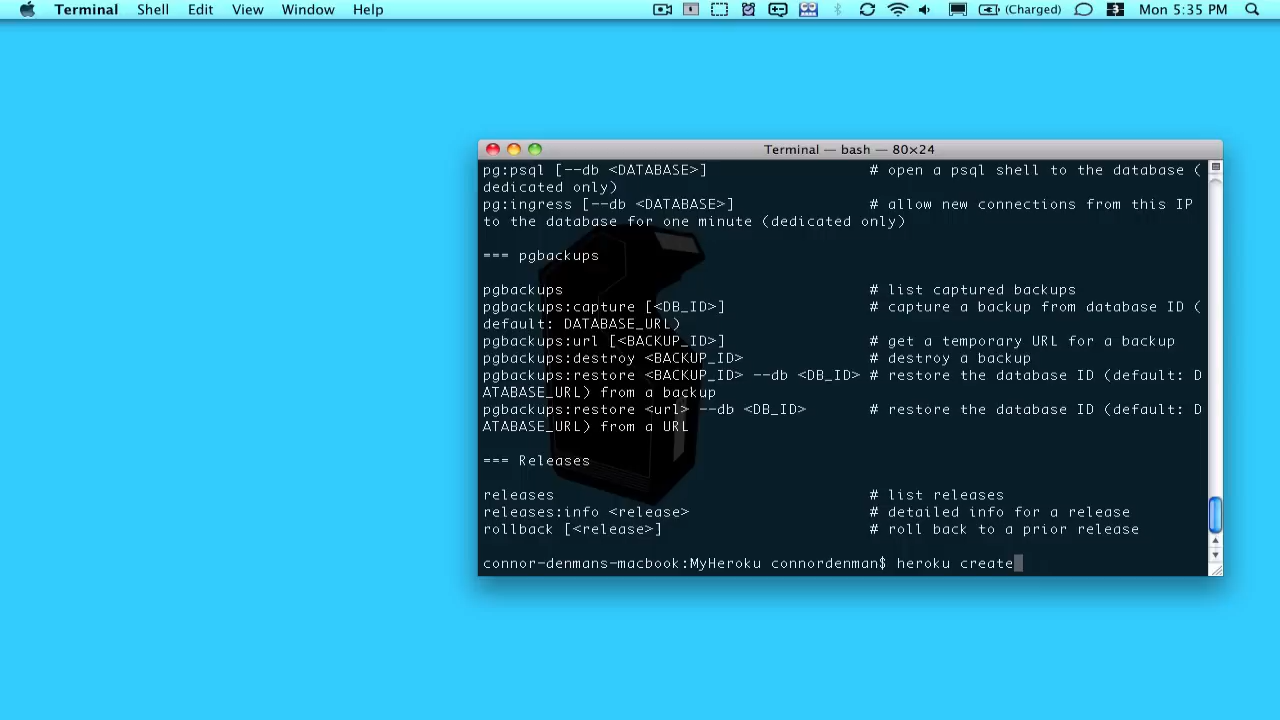 Terminal Shell Edit View Window Help (Charged) Mon 5:35 PM
Terminal — bash — 80×24
pg:psql [--db <DATABASE>] # open a psql shell to the database (
dedicated only)
pg:ingress [--db <DATABASE>] # allow new connections from this IP
to the database for one minute (dedicated only)
=== pgbackups
pgbackups # list captured backups
pgbackups:capture [<DB_ID>] # capture a backup from database ID (
default: DATABASE_URL)
pgbackups:url [<BACKUP_ID>] # get a temporary URL for a backup
pgbackups:destroy <BACKUP_ID> # destroy a backup
pgbackups:restore <BACKUP_ID> --db <DB_ID> # restore the database ID (default: D
ATABASE_URL) from a backup
pgbackups:restore <url> --db <DB_ID> # restore the database ID (default: D
ATABASE_URL) from a URL
=== Releases
releases # list releases
releases:info <release> # detailed info for a release
rollback [<release>] # roll back to a prior release
connor-denmans-macbook:MyHeroku connordenman$ heroku create